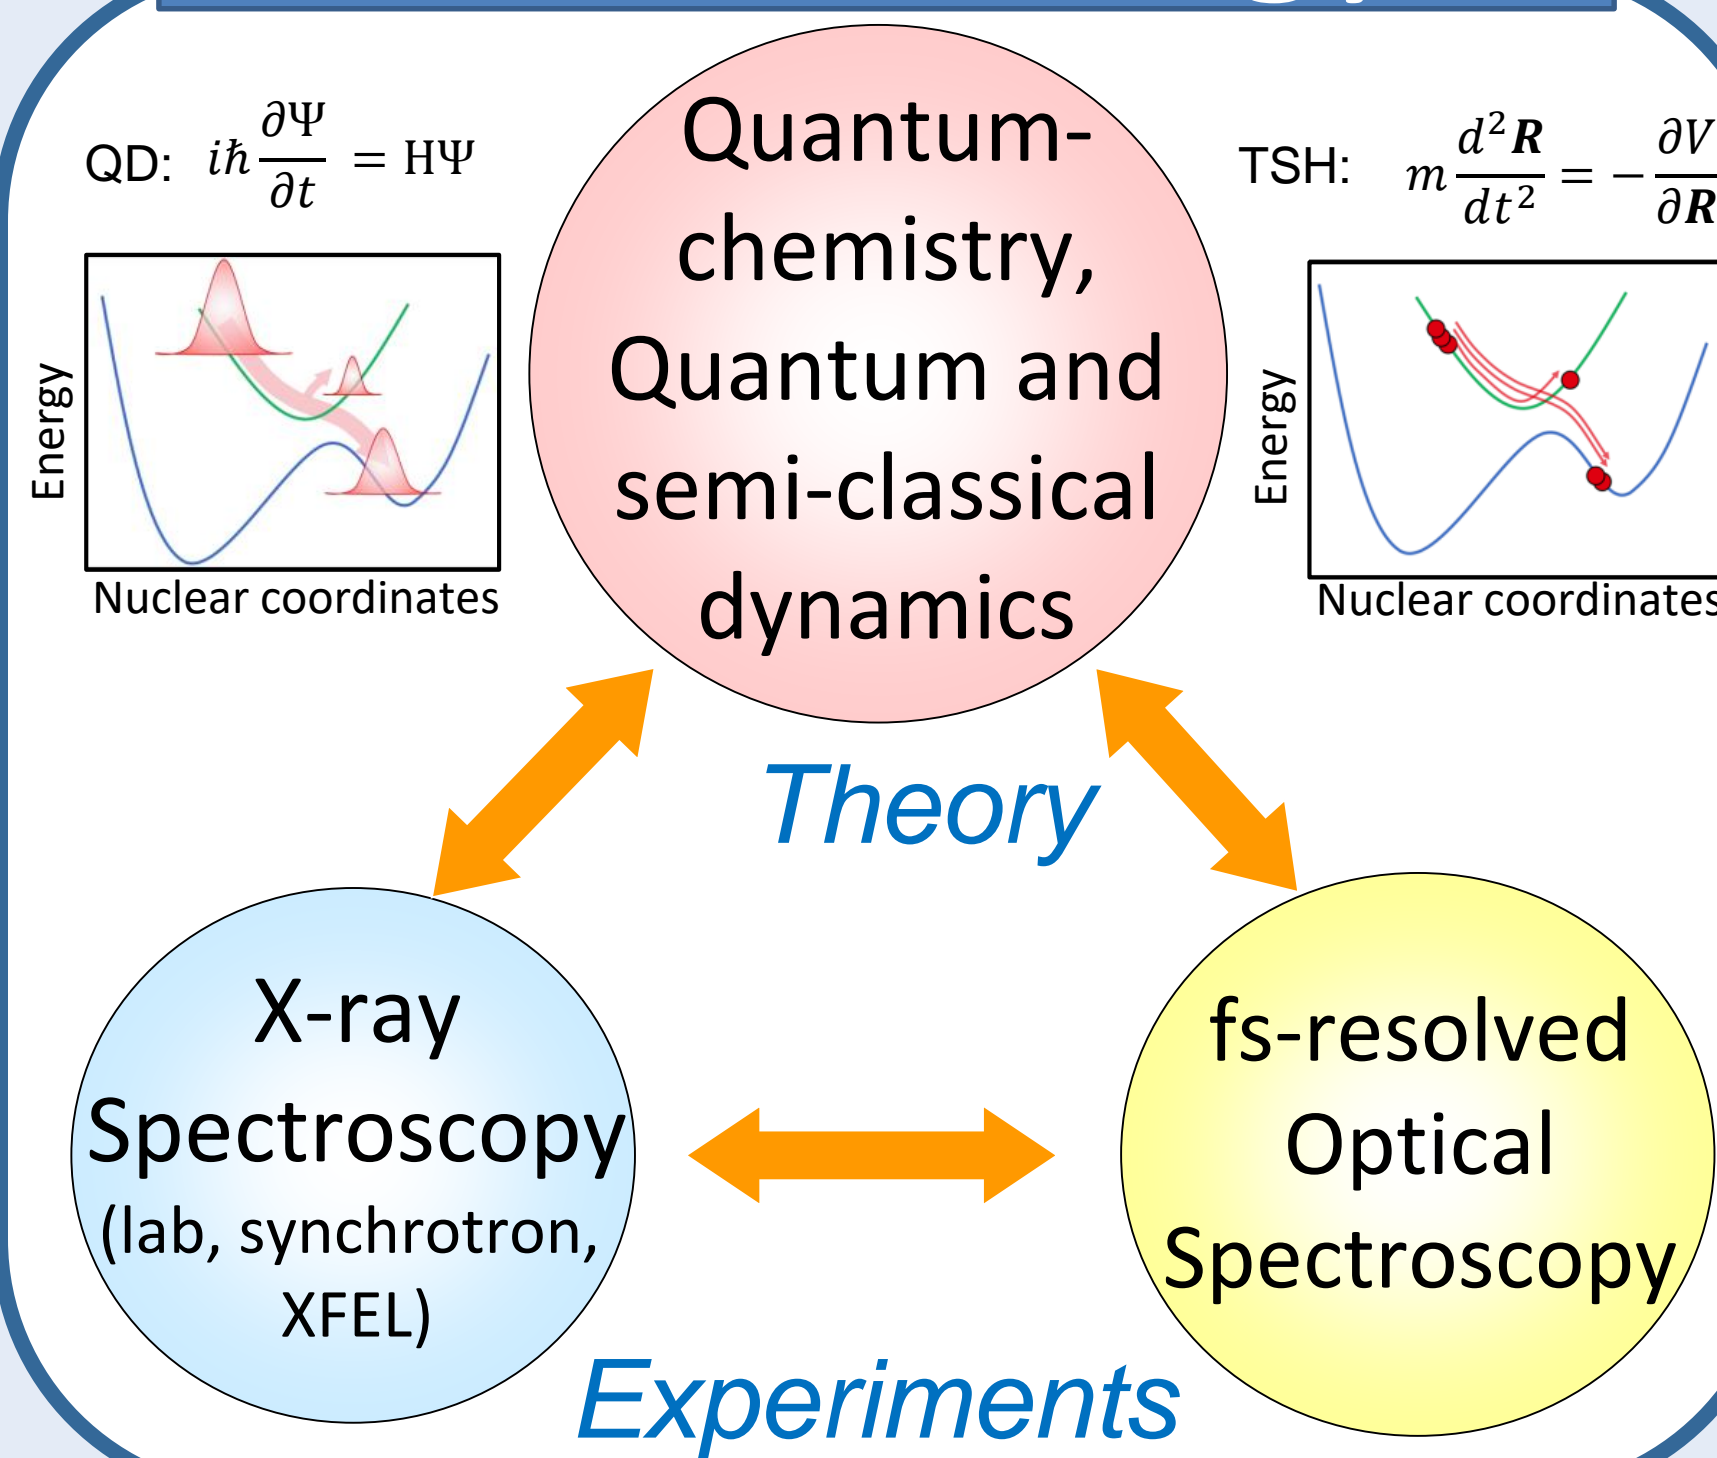 QD: iħ ∂Ψ/∂t = HΨ
Energy
Nuclear coordinates
Quantum-
chemistry,
Quantum and
semi-classical
dynamics
TSH: m d²R/dt² = − ∂V/∂R
Energy
Nuclear coordinates
Theory
X-ray
Spectroscopy
(lab, synchrotron,
XFEL)
fs-resolved
Optical
Spectroscopy
Experiments